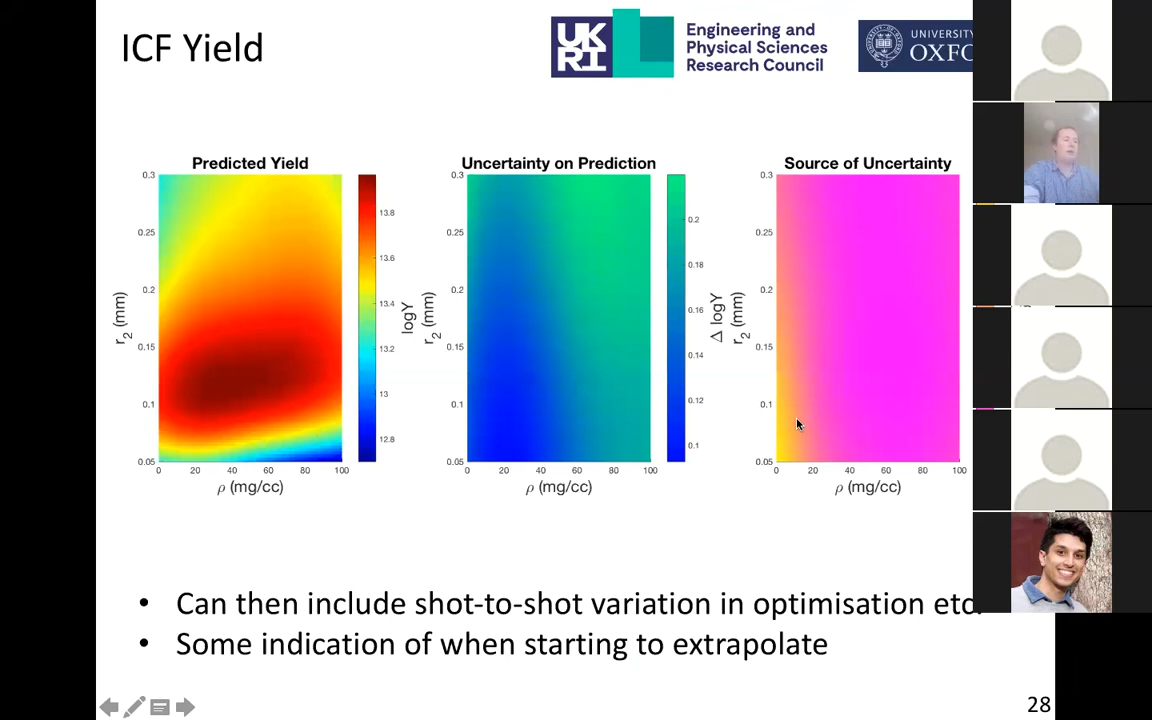 ICF Yield
UK
RI
Engineering and
Physical Sciences
Research Council
UNIVERSITY
OXFO
Predicted Yield
0.3
0.25
0.2
0.15
0.1
0.05
r2 (mm)
0 20 40 60 80 100
ρ (mg/cc)
13.8
13.6
13.4
13.2
13
12.8
logY
Uncertainty on Prediction
0.3
0.25
0.2
0.15
0.1
0.05
r2 (mm)
0 20 40 60 80 100
ρ (mg/cc)
0.2
0.18
0.16
0.14
0.12
0.1
Δ logY
Source of Uncertainty
0.3
0.25
0.2
0.15
0.1
0.05
r2 (mm)
0 20 40 60 80 100
ρ (mg/cc)
• Can then include shot-to-shot variation in optimisation etc.
• Some indication of when starting to extrapolate
28